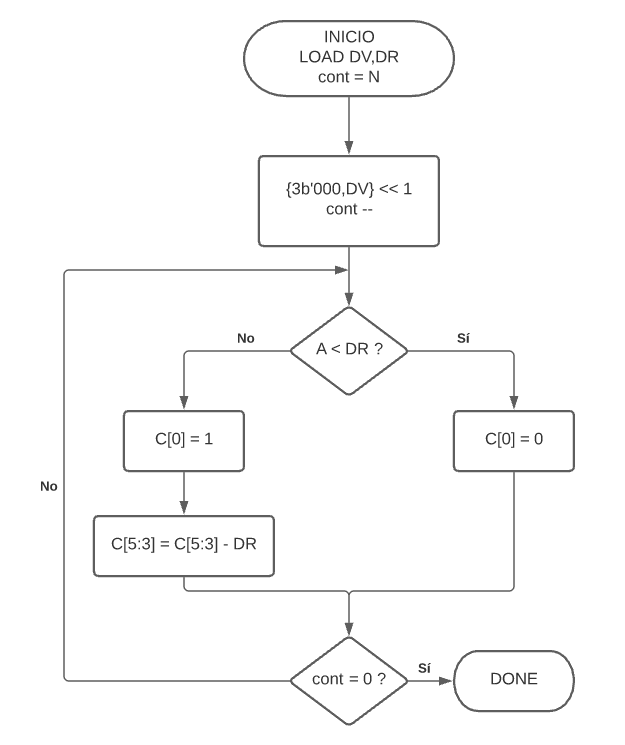 INICIO
LOAD DV,DR
cont = N
{3b'000,DV} << 1
cont --
A < DR ?
No
Sí
C[0] = 1
C[0] = 0
No
C[5:3] = C[5:3] - DR
cont = 0 ?
Sí
DONE